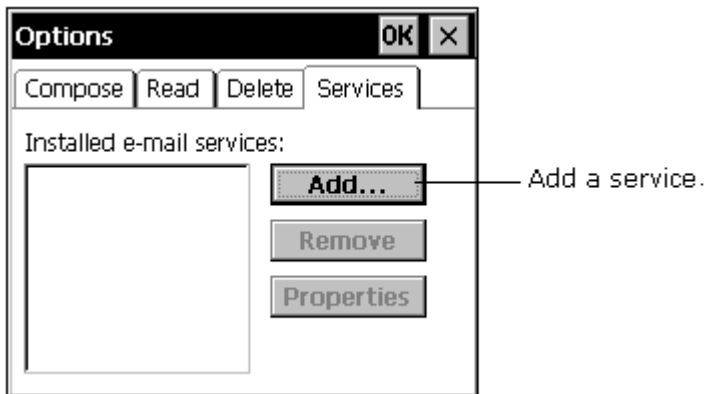 Options OK ×
Compose Read Delete Services
Installed e-mail services:
Add... Add a service.
Remove
Properties